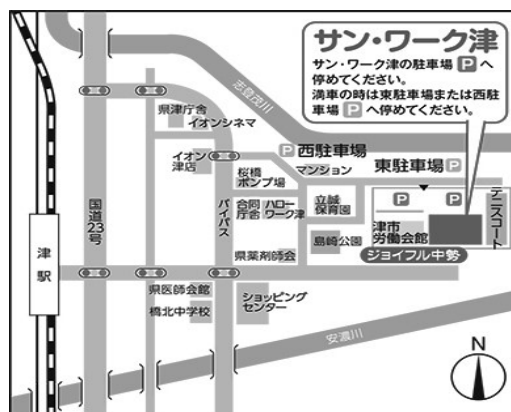 サン・ワーク津
サン・ワーク津の駐車場 P へ
停めてください。
満車の時は東駐車場または西駐
車場 P へ停めてください。
志登茂川
県津庁舎
イオンシネマ
P 西駐車場
マンション
東駐車場 P
イオン
津店
桜橋
ポンプ場
国道23号
バイパス
合同
庁舎
ハロー
ワーク津
立誠
保育園
P
P
テニスコート
津市
労働会館
島崎公園
県薬剤師会
ジョイフル中勢
津駅
県医師会館
橋北中学校
ショッピング
センター
安濃川
N